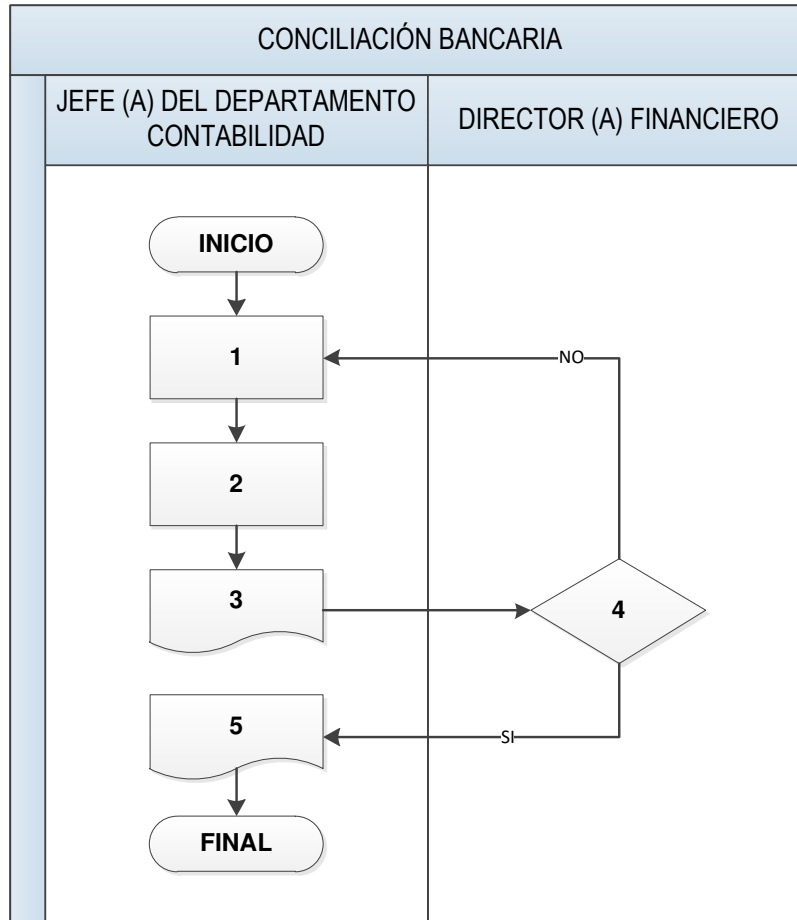 CONCILIACIÓN BANCARIA
JEFE (A) DEL DEPARTAMENTO
CONTABILIDAD
DIRECTOR (A) FINANCIERO
INICIO
1
NO
2
3
4
5
SI
FINAL